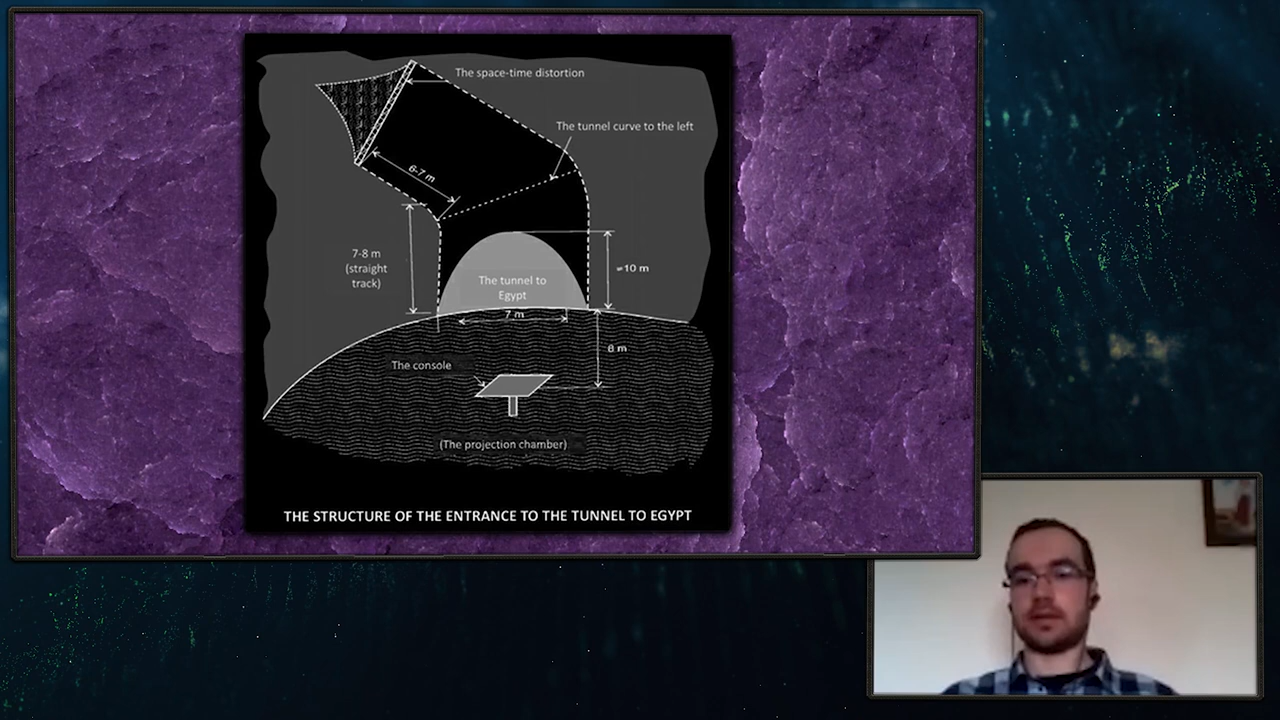 The space-time distortion
The tunnel curve to the left
6-7 m
7-8 m
(straight
track)
≈10 m
The tunnel to
Egypt
7 m
8 m
The console
(The projection chamber)
THE STRUCTURE OF THE ENTRANCE TO THE TUNNEL TO EGYPT